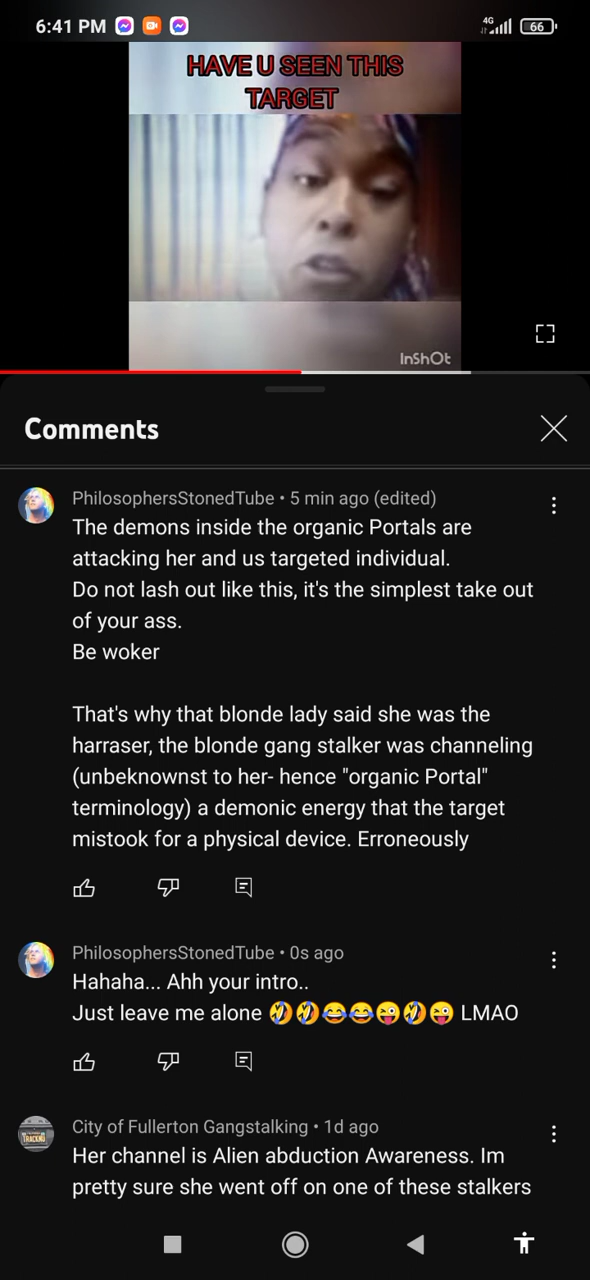 6:41 PM
4G
66
HAVE U SEEN THIS
TARGET
InShOt
Comments
PhilosophersStonedTube • 5 min ago (edited)
The demons inside the organic Portals are
attacking her and us targeted individual.
Do not lash out like this, it's the simplest take out
of your ass.
Be woker
That's why that blonde lady said she was the
harraser, the blonde gang stalker was channeling
(unbeknownst to her- hence "organic Portal"
terminology) a demonic energy that the target
mistook for a physical device. Erroneously
PhilosophersStonedTube • 0s ago
Hahaha... Ahh your intro..
Just leave me alone 🤣🤣😂😂😜🤣😜 LMAO
TRACKING
City of Fullerton Gangstalking • 1d ago
Her channel is Alien abduction Awareness. Im
pretty sure she went off on one of these stalkers